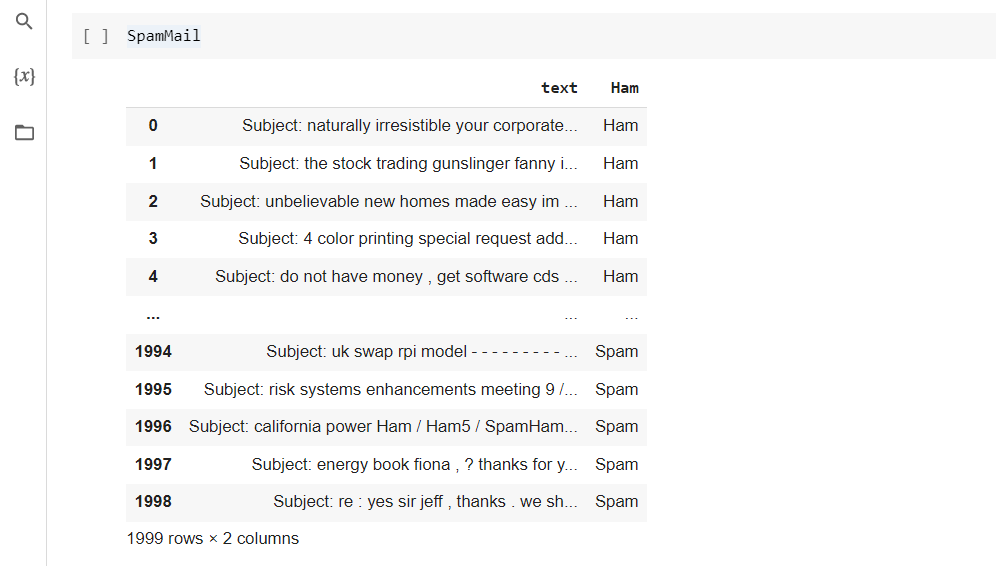 [ ] SpamMail
{x}
text Ham
0 Subject: naturally irresistible your corporate... Ham
1 Subject: the stock trading gunslinger fanny i... Ham
2 Subject: unbelievable new homes made easy im ... Ham
3 Subject: 4 color printing special request add... Ham
4 Subject: do not have money , get software cds ... Ham
... ... ...
1994 Subject: uk swap rpi model - - - - - - - - - ... Spam
1995 Subject: risk systems enhancements meeting 9 /... Spam
1996 Subject: california power Ham / Ham5 / SpamHam... Spam
1997 Subject: energy book fiona , ? thanks for y... Spam
1998 Subject: re : yes sir jeff , thanks . we sh... Spam
1999 rows × 2 columns